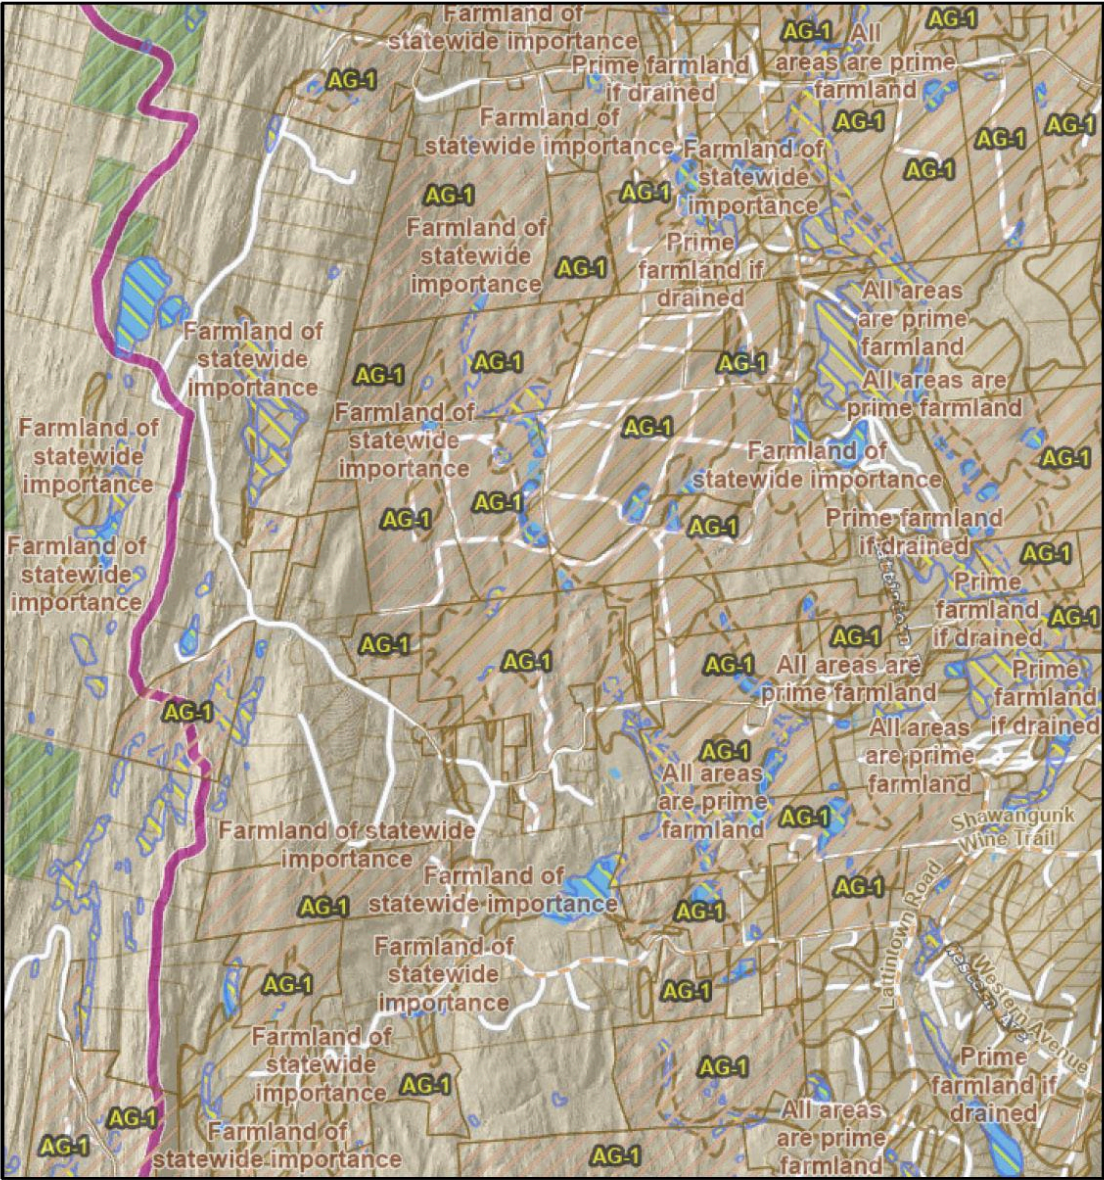 Farmland of
statewide importance
AG-1
All
areas are prime
farmland
AG-1
AG-1
Prime farmland
if drained
Farmland of
statewide importance
AG-1
AG-1
AG-1
AG-1
Farmland of
statewide
importance
AG-1
AG-1
Farmland of
statewide
importance
Prime
farmland if
drained
AG-1
All areas
are prime
farmland
Farmland of
statewide
importance
AG-1
AG-1
AG-1
All areas are
prime farmland
Farmland of
statewide
importance
Farmland of
statewide
importance
AG-1
Farmland of
statewide importance
AG-1
AG-1
AG-1
AG-1
Prime farmland
if drained
Farmland of
statewide
importance
AG-1
Prime
farmland
if drained
AG-1
AG-1
AG-1
AG-1
AG-1
All areas are
prime farmland
Prime
farmland
if drained
AG-1
All areas
are prime
farmland
AG-1
All areas
are prime
farmland
AG-1
Shawangunk
Wine Trail
Farmland of statewide
importance
Farmland of
statewide importance
AG-1
AG-1
AG-1
Lattintown Road
Farmland of
statewide
importance
AG-1
AG-1
Western Avenue
Western Ave
Farmland of
statewide
importance
AG-1
AG-1
Prime
farmland if
drained
AG-1
AG-1
Farmland of
statewide importance
All areas
are prime
farmland
AG-1